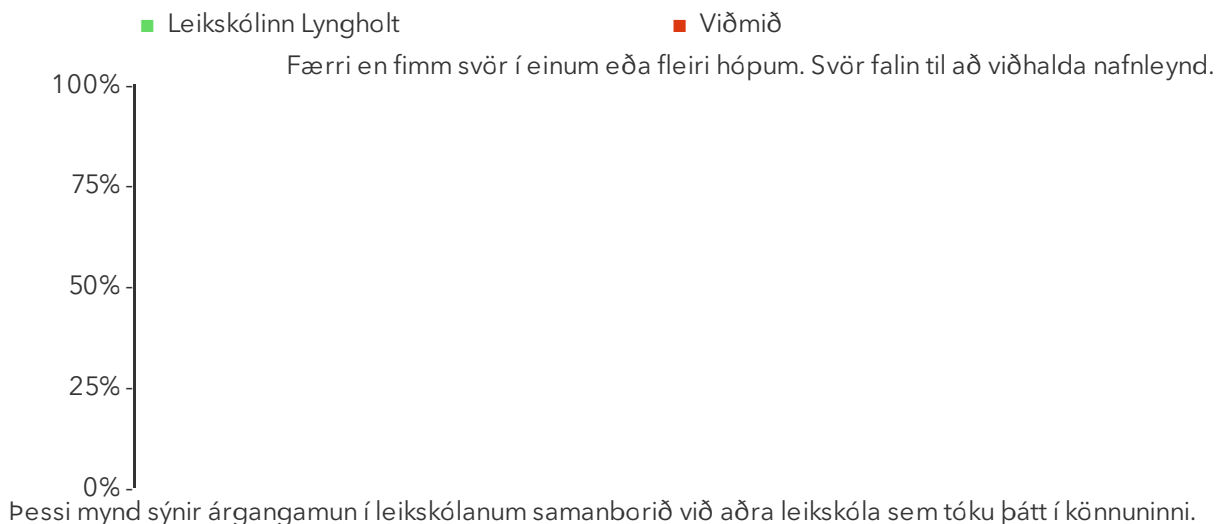 Leikskólinn Lyngholt Viðmið
Færri en fimm svör í einum eða fleiri hópum. Svör falin til að viðhalda nafnleynd.
100%
75%
50%
25%
0%
Þessi mynd sýnir árgangamun í leikskólanum samanborið við aðra leikskóla sem tóku þátt í könnuninni.